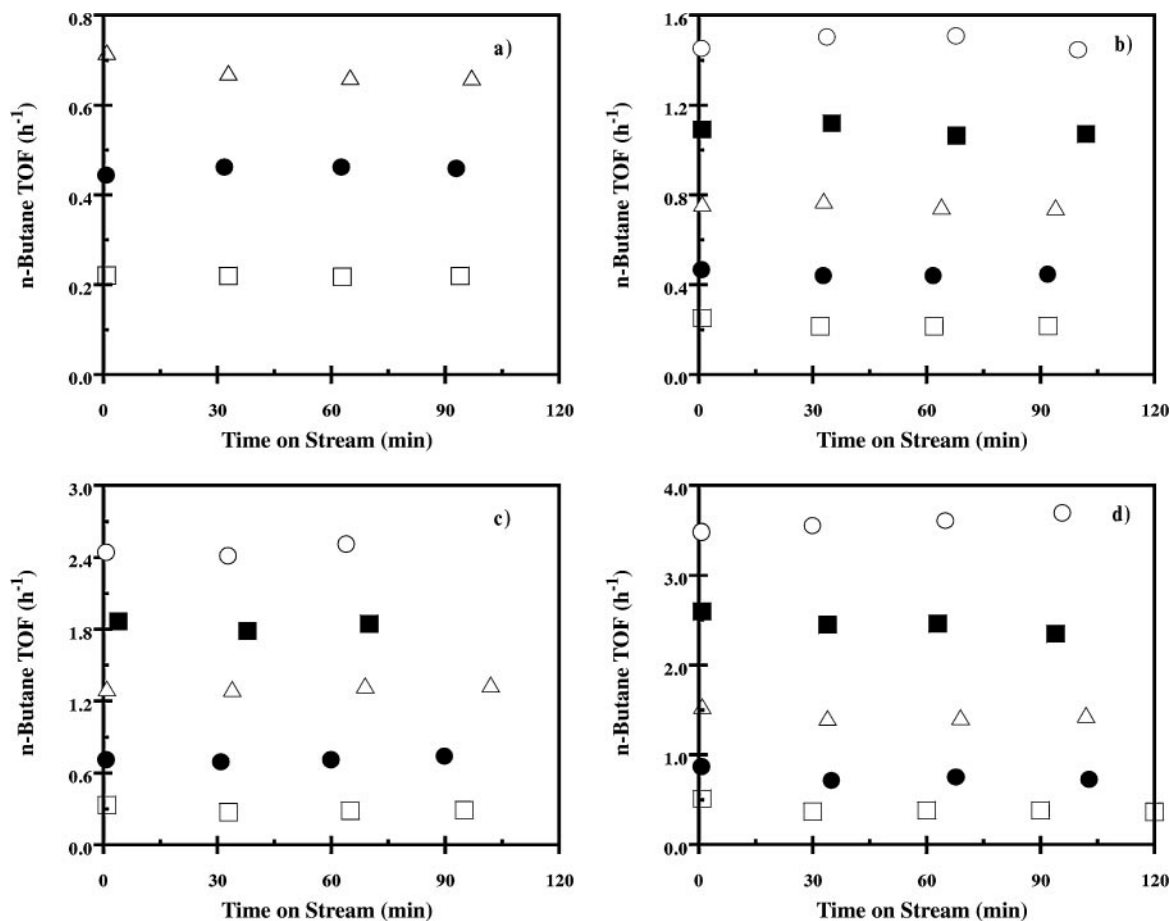 a)
0.8
0.6
0.4
0.2
0.0
n-Butane TOF (h⁻¹)
0 30 60 90 120
Time on Stream (min)
b)
1.6
1.2
0.8
0.4
0.0
n-Butane TOF (h⁻¹)
0 30 60 90 120
Time on Stream (min)
c)
3.0
2.4
1.8
1.2
0.6
0.0
n-Butane TOF (h⁻¹)
0 30 60 90 120
Time on Stream (min)
d)
4.0
3.0
2.0
1.0
0.0
n-Butane TOF (h⁻¹)
0 30 60 90 120
Time on Stream (min)